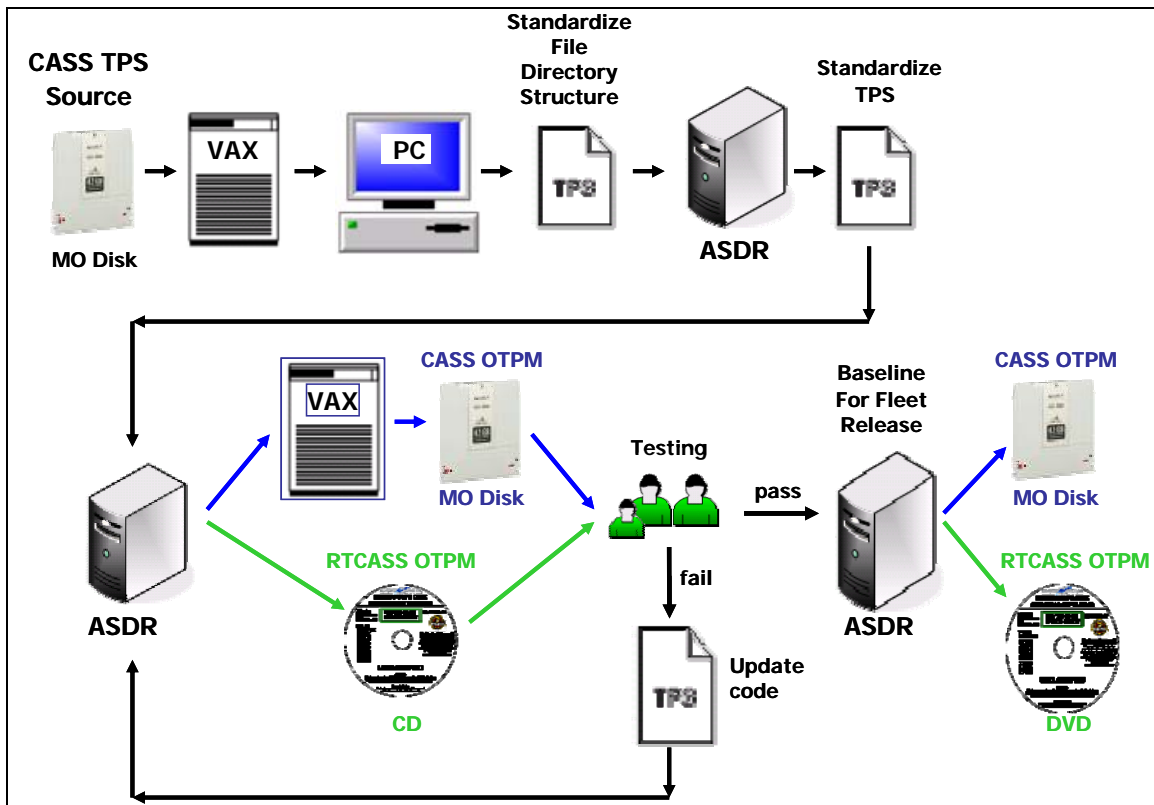 CASS TPS
Source
MO Disk
VAX
PC
Standardize
File
Directory
Structure
TPS
ASDR
Standardize
TPS
TPS
ASDR
VAX
CASS OTPM
MO Disk
RTCASS OTPM
CD
Testing
pass
fail
TPS
Update
code
Baseline
For Fleet
Release
ASDR
CASS OTPM
MO Disk
RTCASS OTPM
DVD